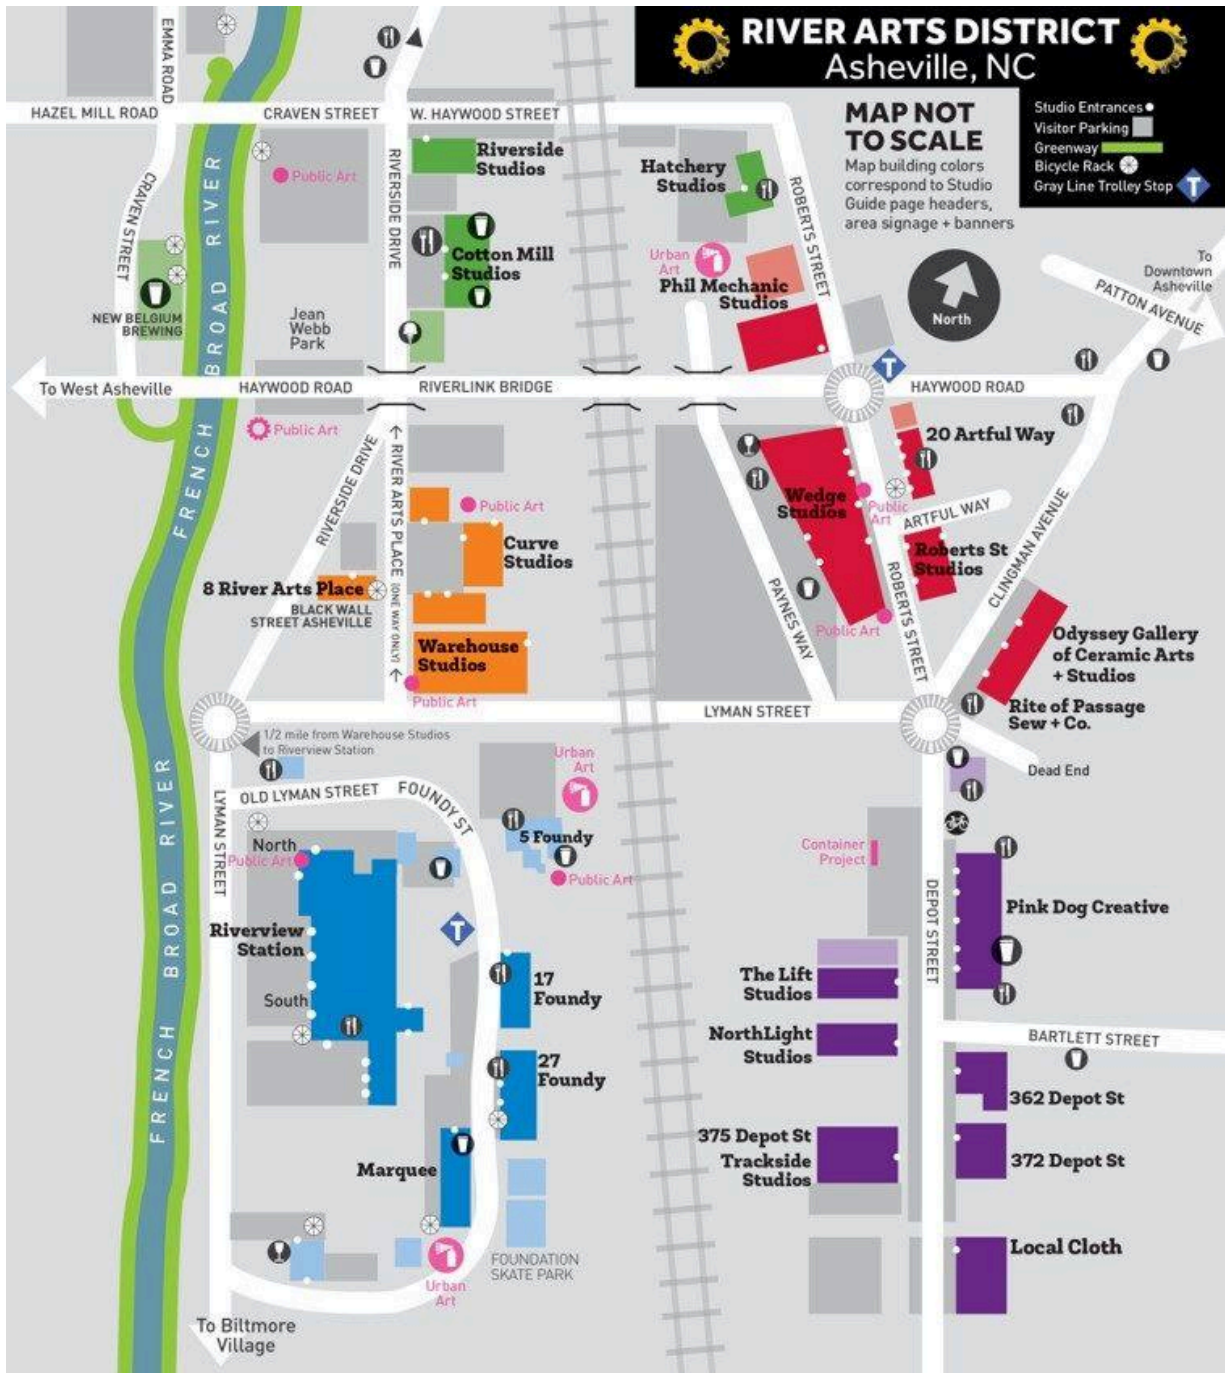 RIVER ARTS DISTRICT
Asheville, NC
MAP NOT
TO SCALE
Map building colors
correspond to Studio
Guide page headers,
area signage + banners
Studio Entrances
Visitor Parking
Greenway
Bicycle Rack
Gray Line Trolley Stop
T
North
To
Downtown
Asheville
PATTON AVENUE
EMMA ROAD
HAZEL MILL ROAD
CRAVEN STREET
W. HAYWOOD STREET
CRAVEN STREET
FRENCH BROAD RIVER
Public Art
RIVERSIDE DRIVE
Riverside
Studios
Hatchery
Studios
ROBERTS STREET
Cotton Mill
Studios
Urban
Art
Phil Mechanic
Studios
NEW BELGIUM
BREWING
Jean
Webb
Park
T
To West Asheville
HAYWOOD ROAD
RIVERLINK BRIDGE
HAYWOOD ROAD
Public Art
FRENCH BROAD RIVER
RIVERSIDE DRIVE
RIVER ARTS PLACE (ONE WAY ONLY)
Public Art
Curve
Studios
8 River Arts Place
BLACK WALL
STREET ASHEVILLE
Warehouse
Studios
Public Art
20 Artful Way
Wedge
Studios
Public
Art
ARTFUL WAY
Roberts St
Studios
CLINGMAN AVENUE
PAYNES WAY
Public Art
ROBERTS STREET
Odyssey Gallery
of Ceramic Arts
+ Studios
Rite of Passage
Sew + Co.
LYMAN STREET
Dead End
1/2 mile from Warehouse Studios
to Riverview Station
OLD LYMAN STREET
FOUNDY ST
LYMAN STREET
Urban
Art
5 Foundy
Public Art
North
Public Art
Riverview
Station
South
T
17
Foundy
27
Foundy
Marquee
FOUNDATION
SKATE PARK
Urban
Art
To Biltmore
Village
Container
Project
DEPOT STREET
Pink Dog Creative
The Lift
Studios
NorthLight
Studios
BARTLETT STREET
362 Depot St
375 Depot St
Trackside
Studios
372 Depot St
Local Cloth
FRENCH BROAD RIVER